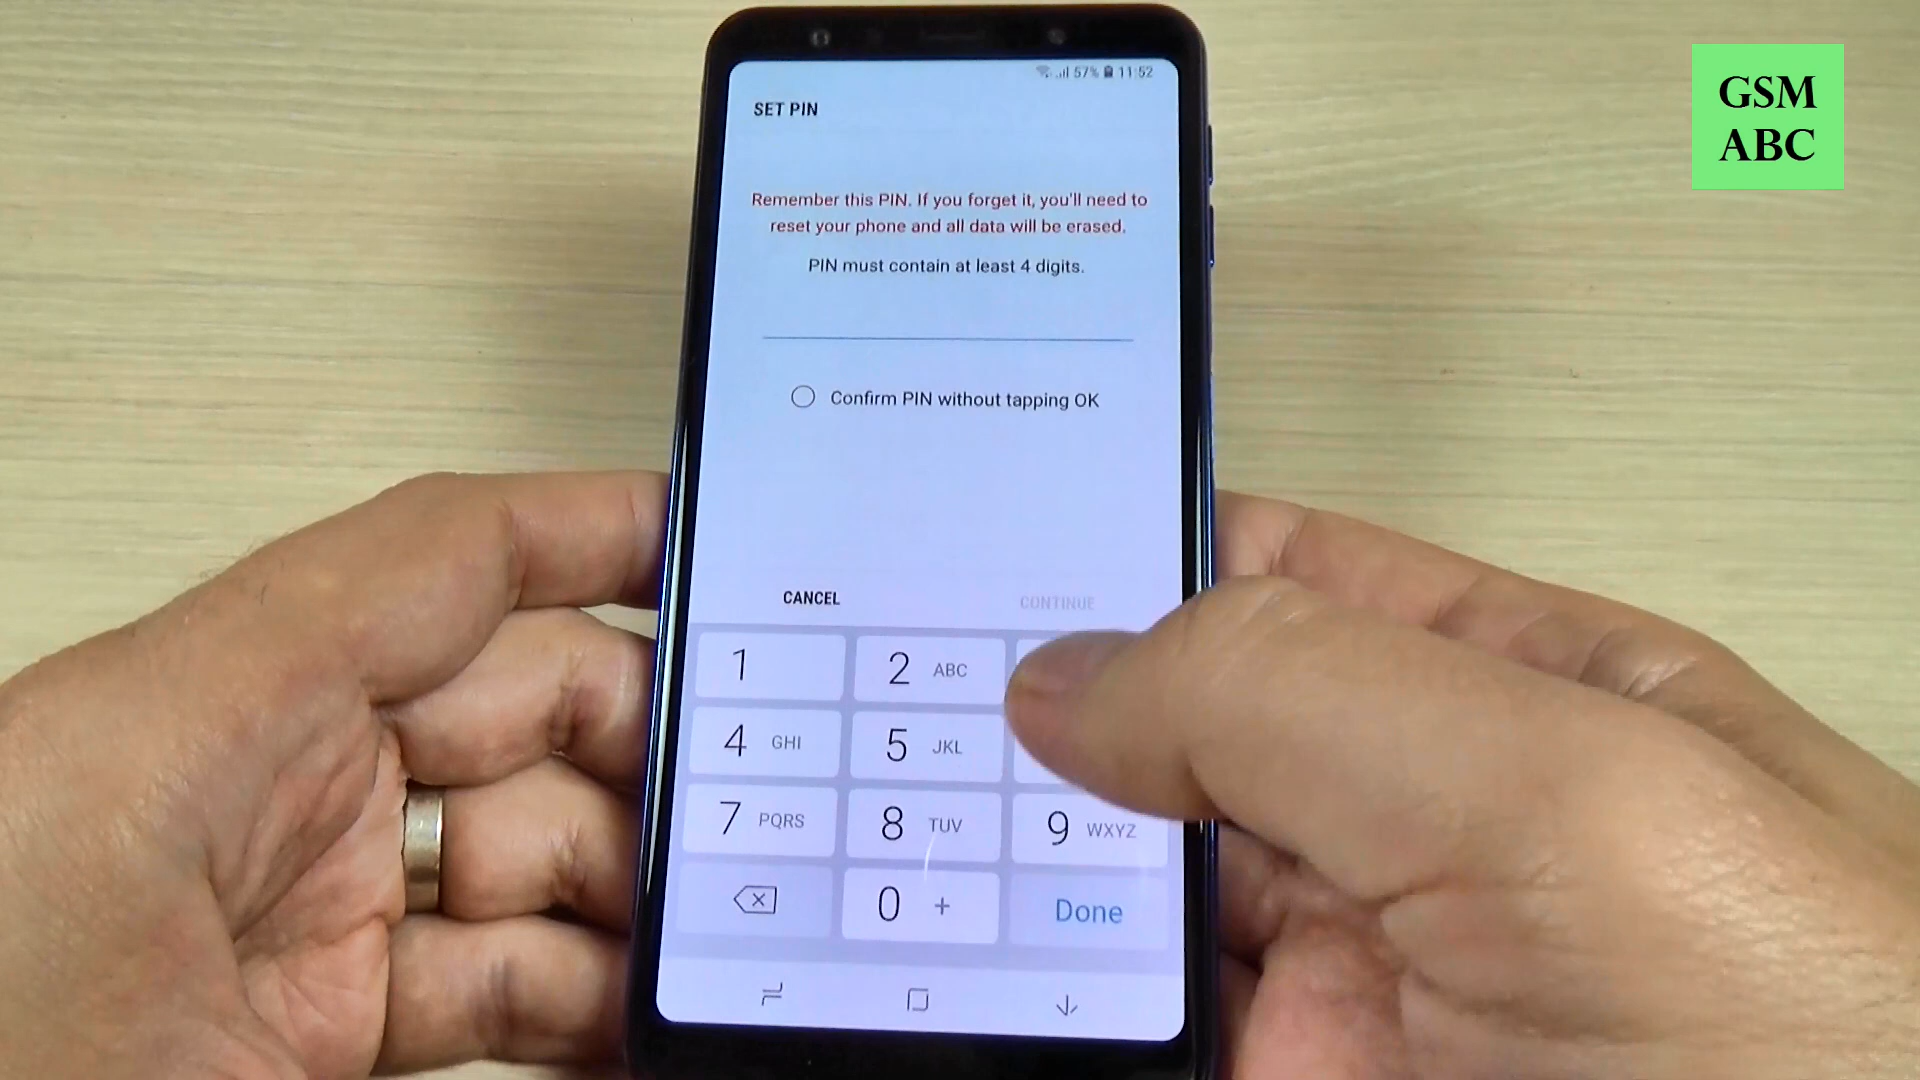 GSM
ABC
57% 11:52
SET PIN
Remember this PIN. If you forget it, you'll need to
reset your phone and all data will be erased.
PIN must contain at least 4 digits.
Confirm PIN without tapping OK
CANCEL CONTINUE
1 2 ABC
4 GHI 5 JKL
7 PQRS 8 TUV 9 WXYZ
0 + Done